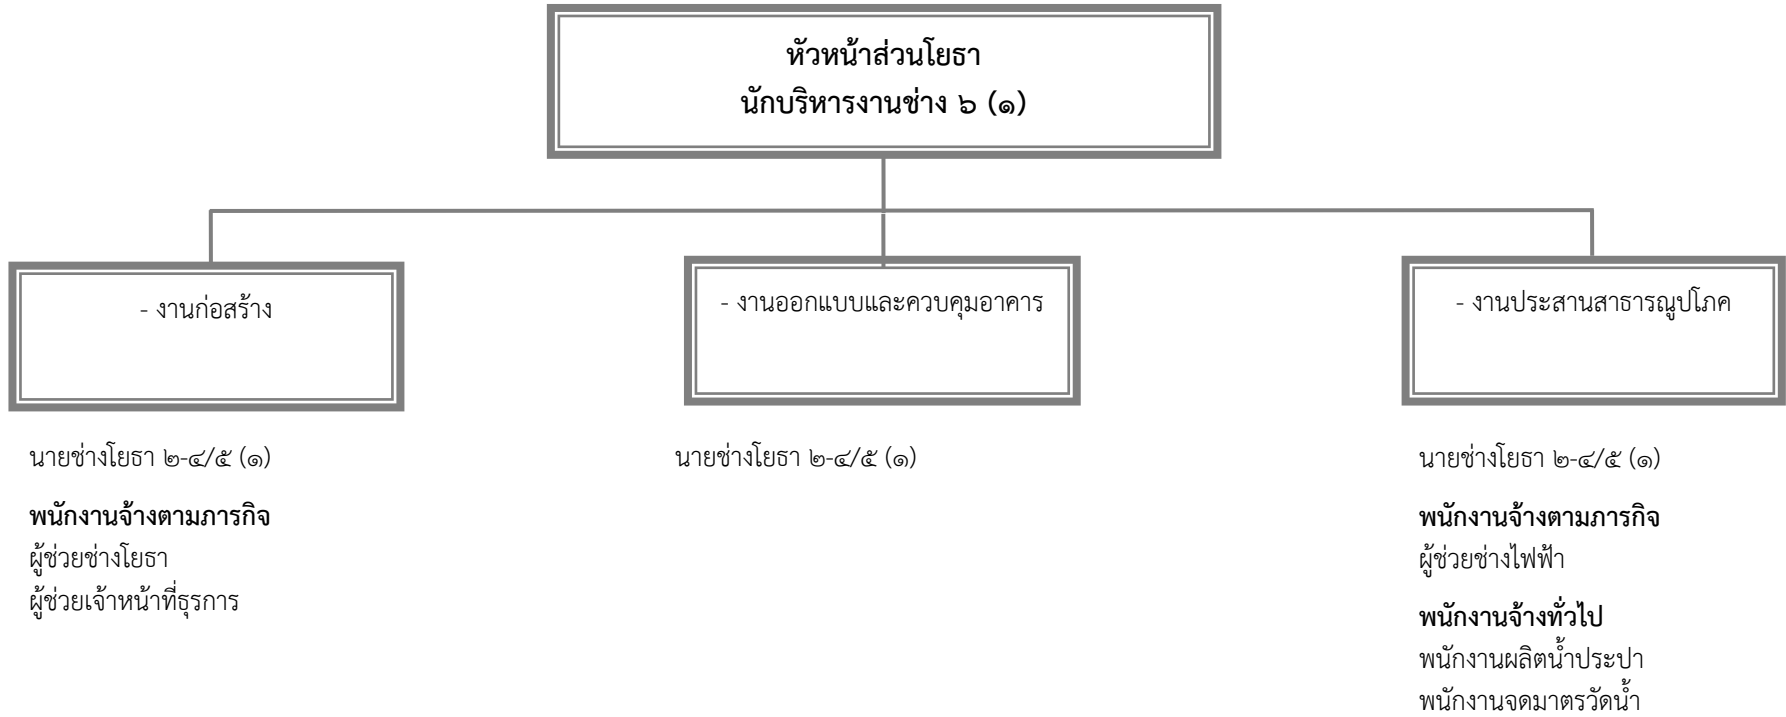 หัวหน้าส่วนโยธา
นักบริหารงานช่าง ๖ (๑)
- งานก่อสร้าง
- งานออกแบบและควบคุมอาคาร
- งานประสานสาธารณูปโภค
นายช่างโยธา ๒-๔/๕ (๑)
พนักงานจ้างตามภารกิจ
ผู้ช่วยช่างโยธา
ผู้ช่วยเจ้าหน้าที่ธุรการ
นายช่างโยธา ๒-๔/๕ (๑)
นายช่างโยธา ๒-๔/๕ (๑)
พนักงานจ้างตามภารกิจ
ผู้ช่วยช่างไฟฟ้า
พนักงานจ้างทั่วไป
พนักงานผลิตน้ำประปา
พนักงานจดมาตรวัดน้ำ